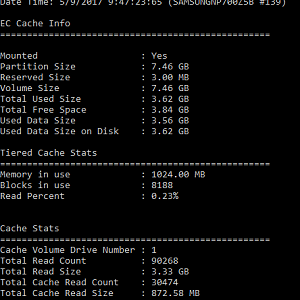 Date Time: 5/9/2017 9:47:23:65 (SAMSUNGNP700Z5B #139)
EC Cache Info
==================================================
Mounted : Yes
Partition Size : 7.46 GB
Reserved Size : 3.00 MB
Volume Size : 7.46 GB
Total Used Size : 3.62 GB
Total Free Space : 3.84 GB
Used Data Size : 3.56 GB
Used Data Size on Disk : 3.62 GB
Tiered Cache Stats
==================================================
Memory in use : 1024.00 MB
Blocks in use : 8188
Read Percent : 0.23%
Cache Stats
==================================================
Cache Volume Drive Number : 1
Total Read Count : 90268
Total Read Size : 3.33 GB
Total Cache Read Count : 30474
Total Cache Read Size : 872.58 MB